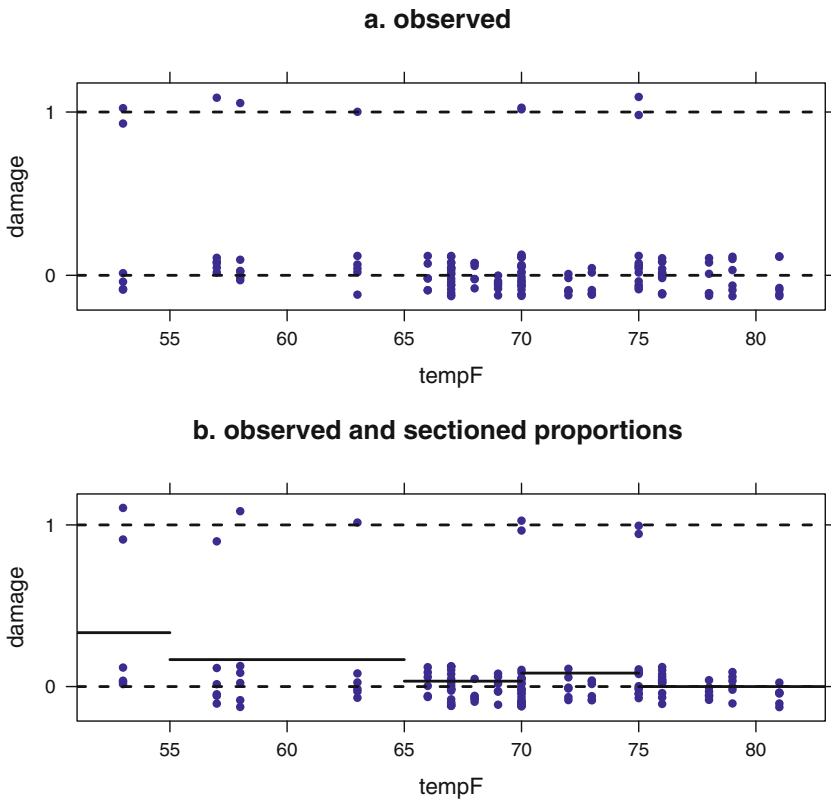 a. observed
1
0
damage
55 60 65 70 75 80
tempF
b. observed and sectioned proportions
1
0
damage
55 60 65 70 75 80
tempF